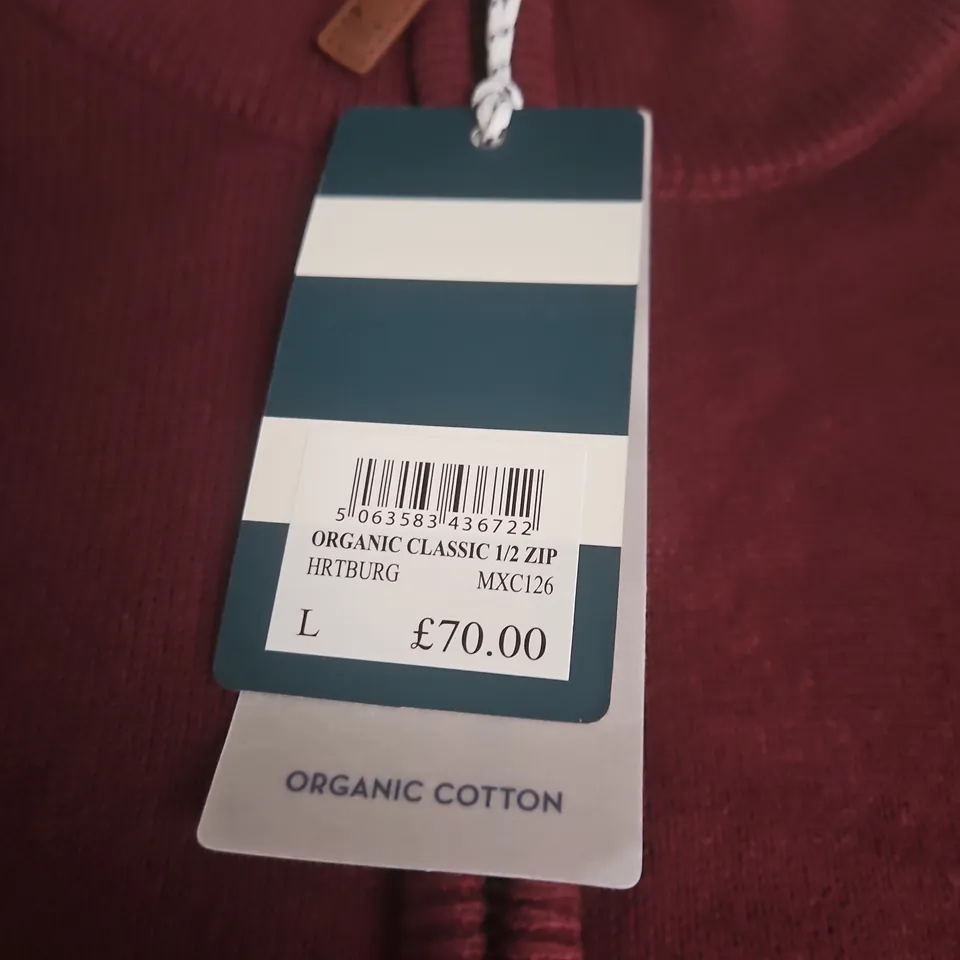 5 063583 436722
ORGANIC CLASSIC 1/2 ZIP
HRTBURG MXC126
L £70.00
ORGANIC COTTON